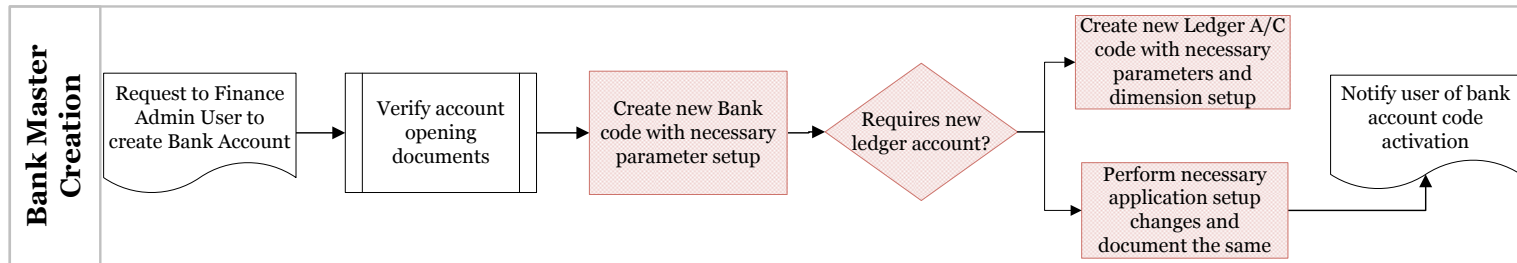 Bank Master
Creation
Request to Finance
Admin User to
create Bank Account
Verify account
opening
documents
Create new Bank
code with necessary
parameter setup
Requires new
ledger account?
Create new Ledger A/C
code with necessary
parameters and
dimension setup
Perform necessary
application setup
changes and
document the same
Notify user of bank
account code
activation